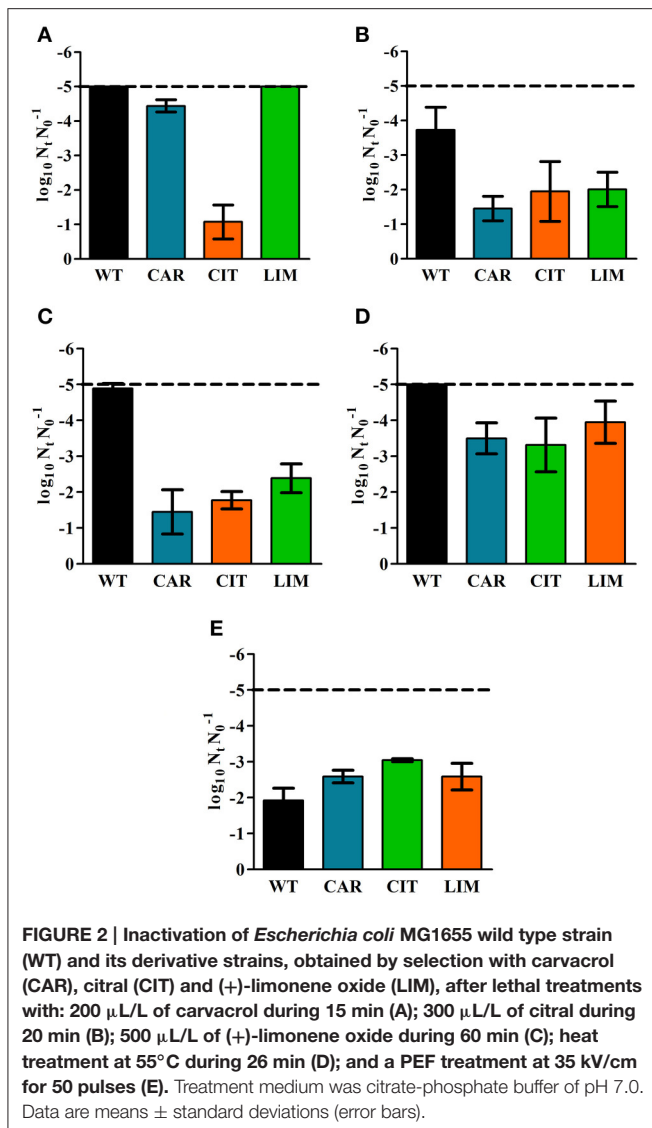 A
B
-6
-5
-4
-3
-2
-1
0
log10 Nt N0^-1
WT CAR CIT LIM
-6
-5
-4
-3
-2
-1
0
log10 Nt N0^-1
WT CAR CIT LIM
C
D
-6
-5
-4
-3
-2
-1
0
log10 Nt N0^-1
WT CAR CIT LIM
-6
-5
-4
-3
-2
-1
0
log10 Nt N0^-1
WT CAR CIT LIM
E
-6
-5
-4
-3
-2
-1
0
log10 Nt N0^-1
WT CAR CIT LIM
FIGURE 2 | Inactivation of Escherichia coli MG1655 wild type strain
(WT) and its derivative strains, obtained by selection with carvacrol
(CAR), citral (CIT) and (+)-limonene oxide (LIM), after lethal treatments
with: 200 μL/L of carvacrol during 15 min (A); 300 μL/L of citral during
20 min (B); 500 μL/L of (+)-limonene oxide during 60 min (C); heat
treatment at 55°C during 26 min (D); and a PEF treatment at 35 kV/cm
for 50 pulses (E). Treatment medium was citrate-phosphate buffer of pH 7.0.
Data are means ± standard deviations (error bars).